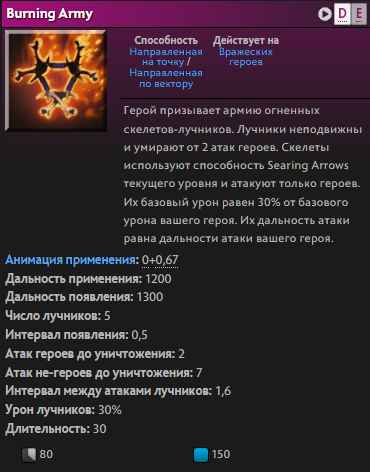 Burning Army
D E
Способность
Направленная
на точку /
Направленная
по вектору
Действует на
Вражеских
героев
Герой призывает армию огненных
скелетов-лучников. Лучники неподвижны
и умирают от 2 атак героев. Скелеты
используют способность Searing Arrows
текущего уровня и атакуют только героев.
Их базовый урон равен 30% от базового
урона вашего героя. Их дальность атаки
равна дальности атаки вашего героя.
Анимация применения: 0+0,67
Дальность применения: 1200
Дальность появления: 1300
Число лучников: 5
Интервал появления: 0,5
Атак героев до уничтожения: 2
Атак не-героев до уничтожения: 7
Интервал между атаками лучников: 1,6
Урон лучников: 30%
Длительность: 30
80 150